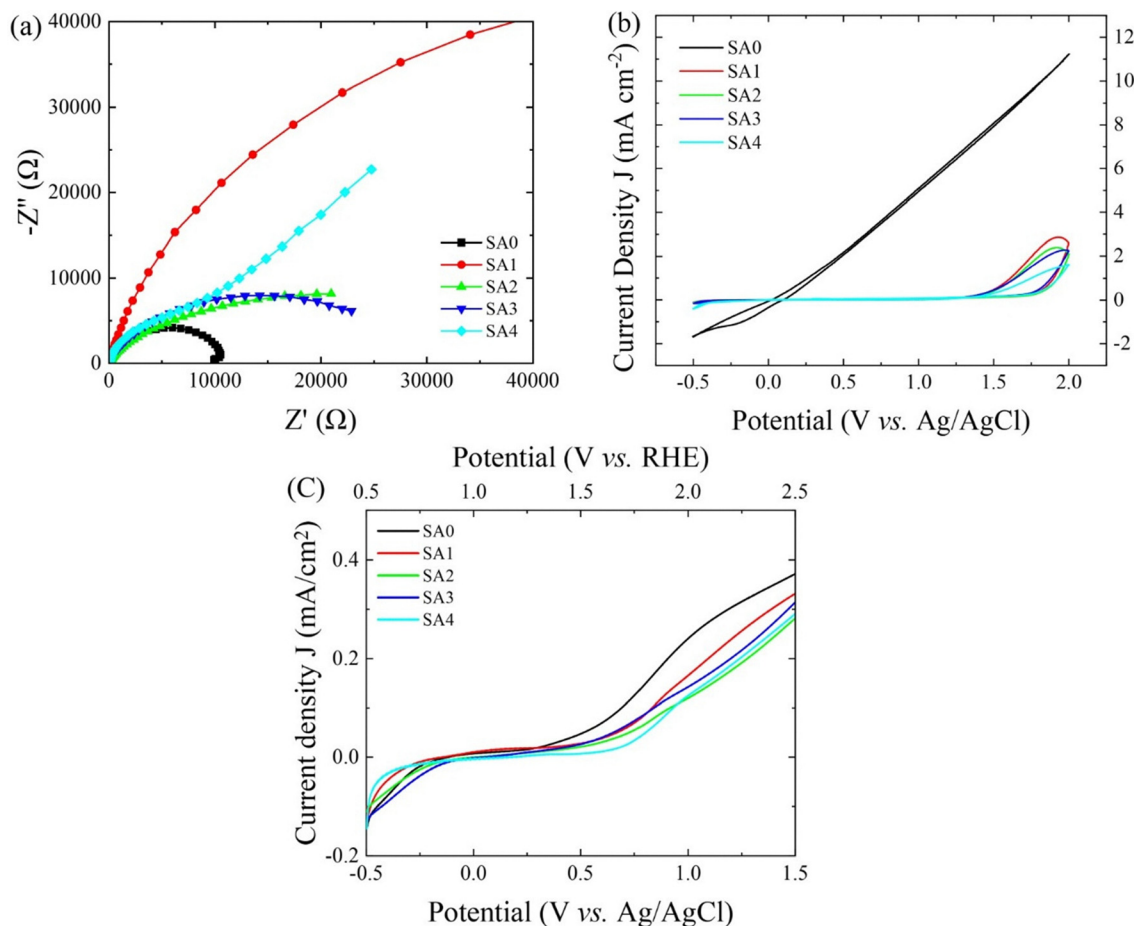 (a)
40000
30000
20000
10000
0
-Z'' (Ω)
SA0
SA1
SA2
SA3
SA4
0 10000 20000 30000 40000
Z' (Ω)
(b)
SA0
SA1
SA2
SA3
SA4
Current Density J (mA cm⁻²)
12
10
8
6
4
2
0
-2
-0.5 0.0 0.5 1.0 1.5 2.0
Potential (V vs. Ag/AgCl)
Potential (V vs. RHE)
(C)
0.5 1.0 1.5 2.0 2.5
SA0
SA1
SA2
SA3
SA4
Current density J (mA/cm²)
0.4
0.2
0.0
-0.2
-0.5 0.0 0.5 1.0 1.5
Potential (V vs. Ag/AgCl)